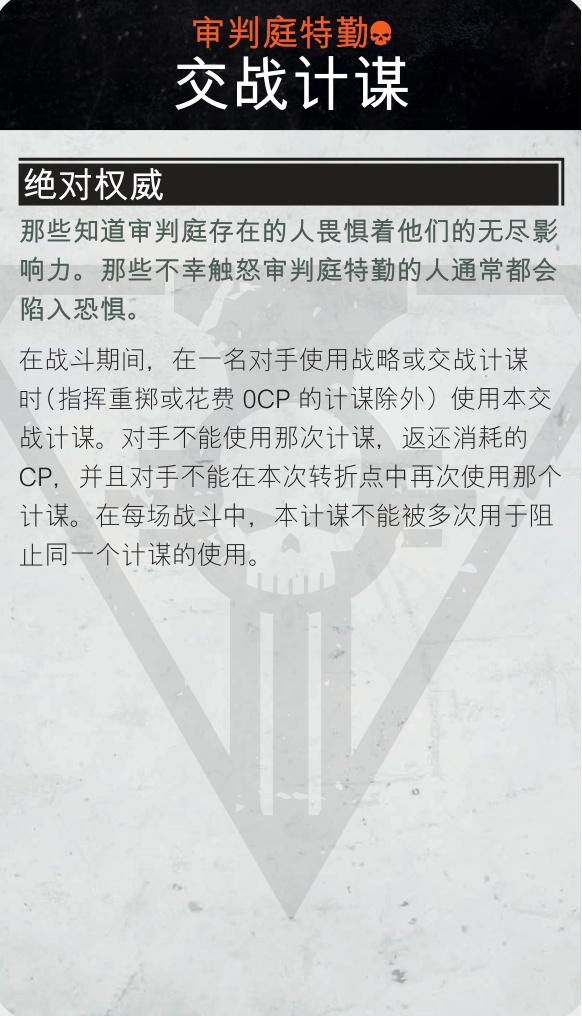 审判庭特勤
交战计谋
绝对权威
那些知道审判庭存在的人畏惧着他们的无尽影
响力。那些不幸触怒审判庭特勤的人通常都会
陷入恐惧。
在战斗期间，在一名对手使用战略或交战计谋
时（指挥重掷或花费 0CP 的计谋除外）使用本交
战计谋。对手不能使用那次计谋，返还消耗的
CP，并且对手不能在本次转折点中再次使用那个
计谋。在每场战斗中，本计谋不能被多次用于阻
止同一个计谋的使用。